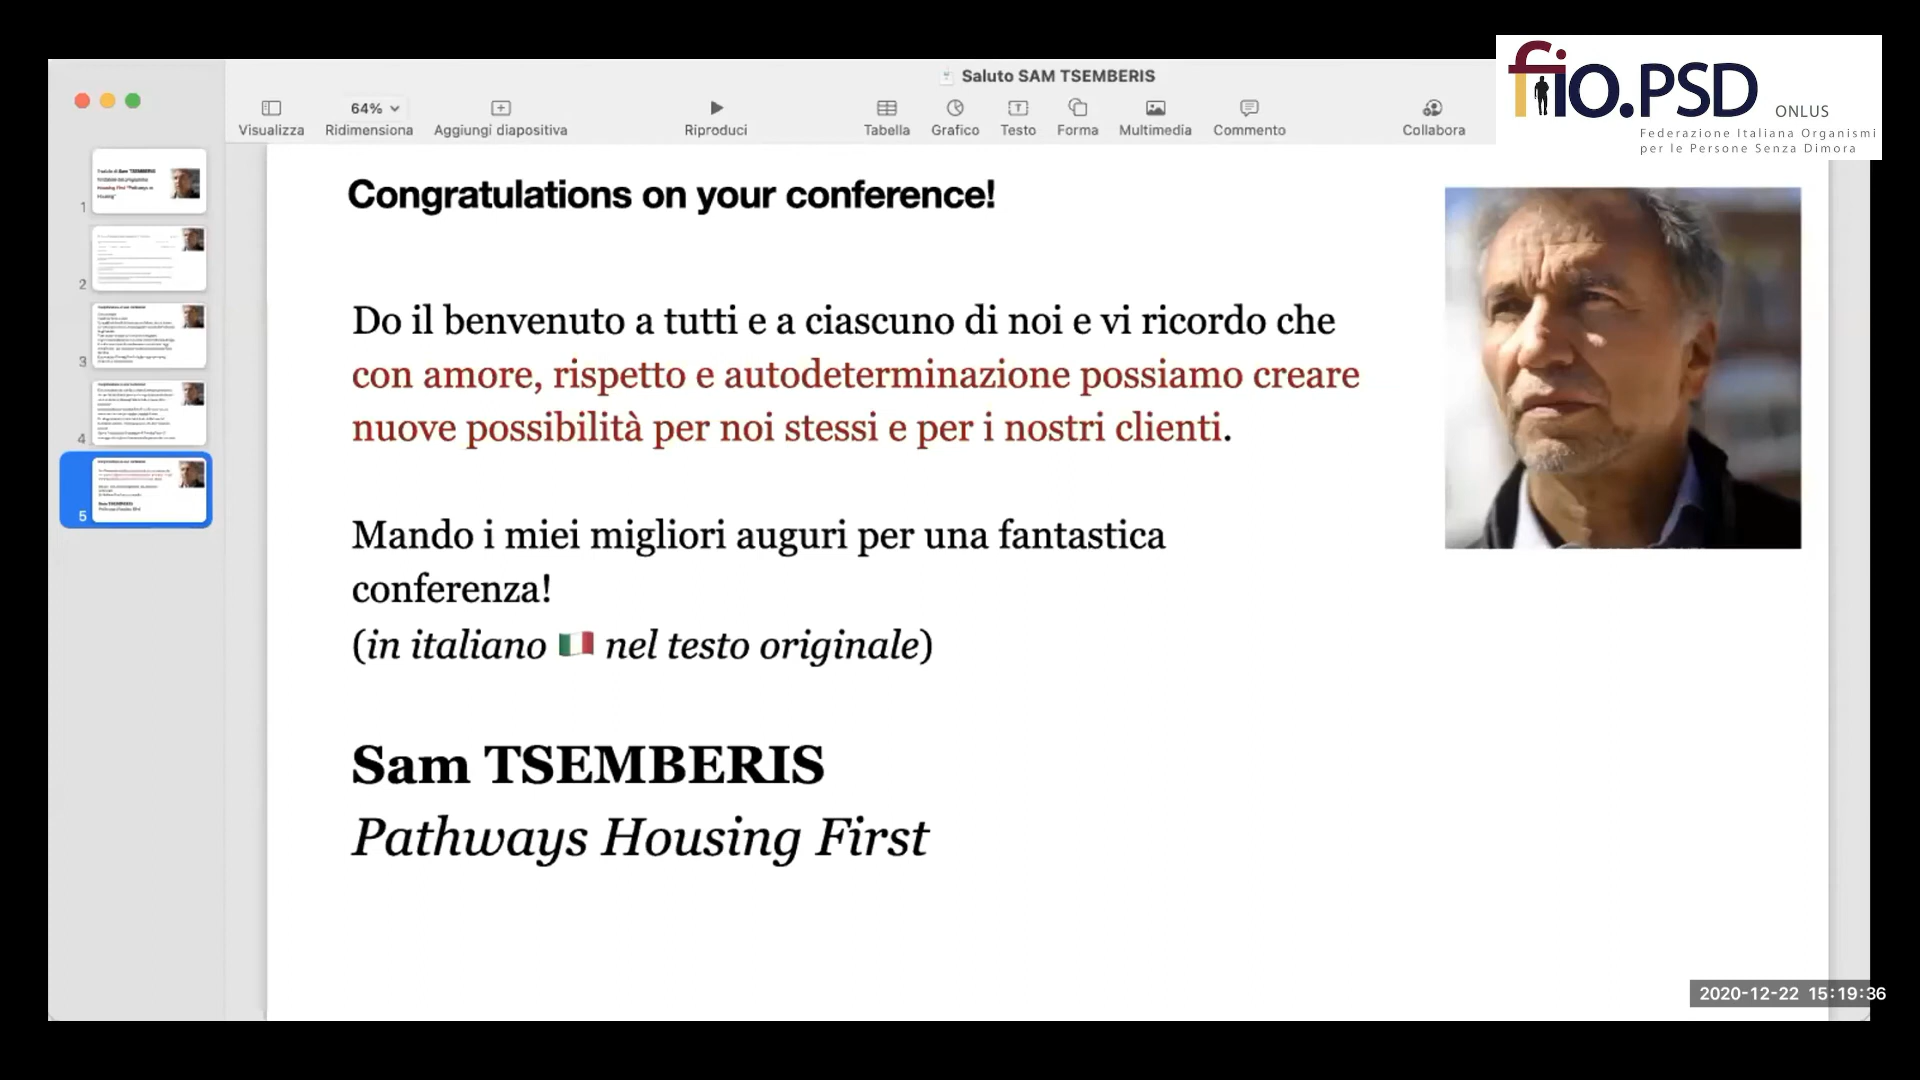 Saluto SAM TSEMBERIS
Visualizza
64%
Ridimensiona
Aggiungi diapositiva
Riproduci
Tabella
Grafico
Testo
Forma
Multimedia
Commento
Collabora
fio.PSD ONLUS
Federazione Italiana Organismi
per le Persone Senza Dimora
1
2
3
4
5
Congratulations on your conference!
Do il benvenuto a tutti e a ciascuno di noi e vi ricordo che
con amore, rispetto e autodeterminazione possiamo creare
nuove possibilità per noi stessi e per i nostri clienti.
Mando i miei migliori auguri per una fantastica
conferenza!
(in italiano 🇮🇹 nel testo originale)
Sam TSEMBERIS
Pathways Housing First
2020-12-22 15:19:36